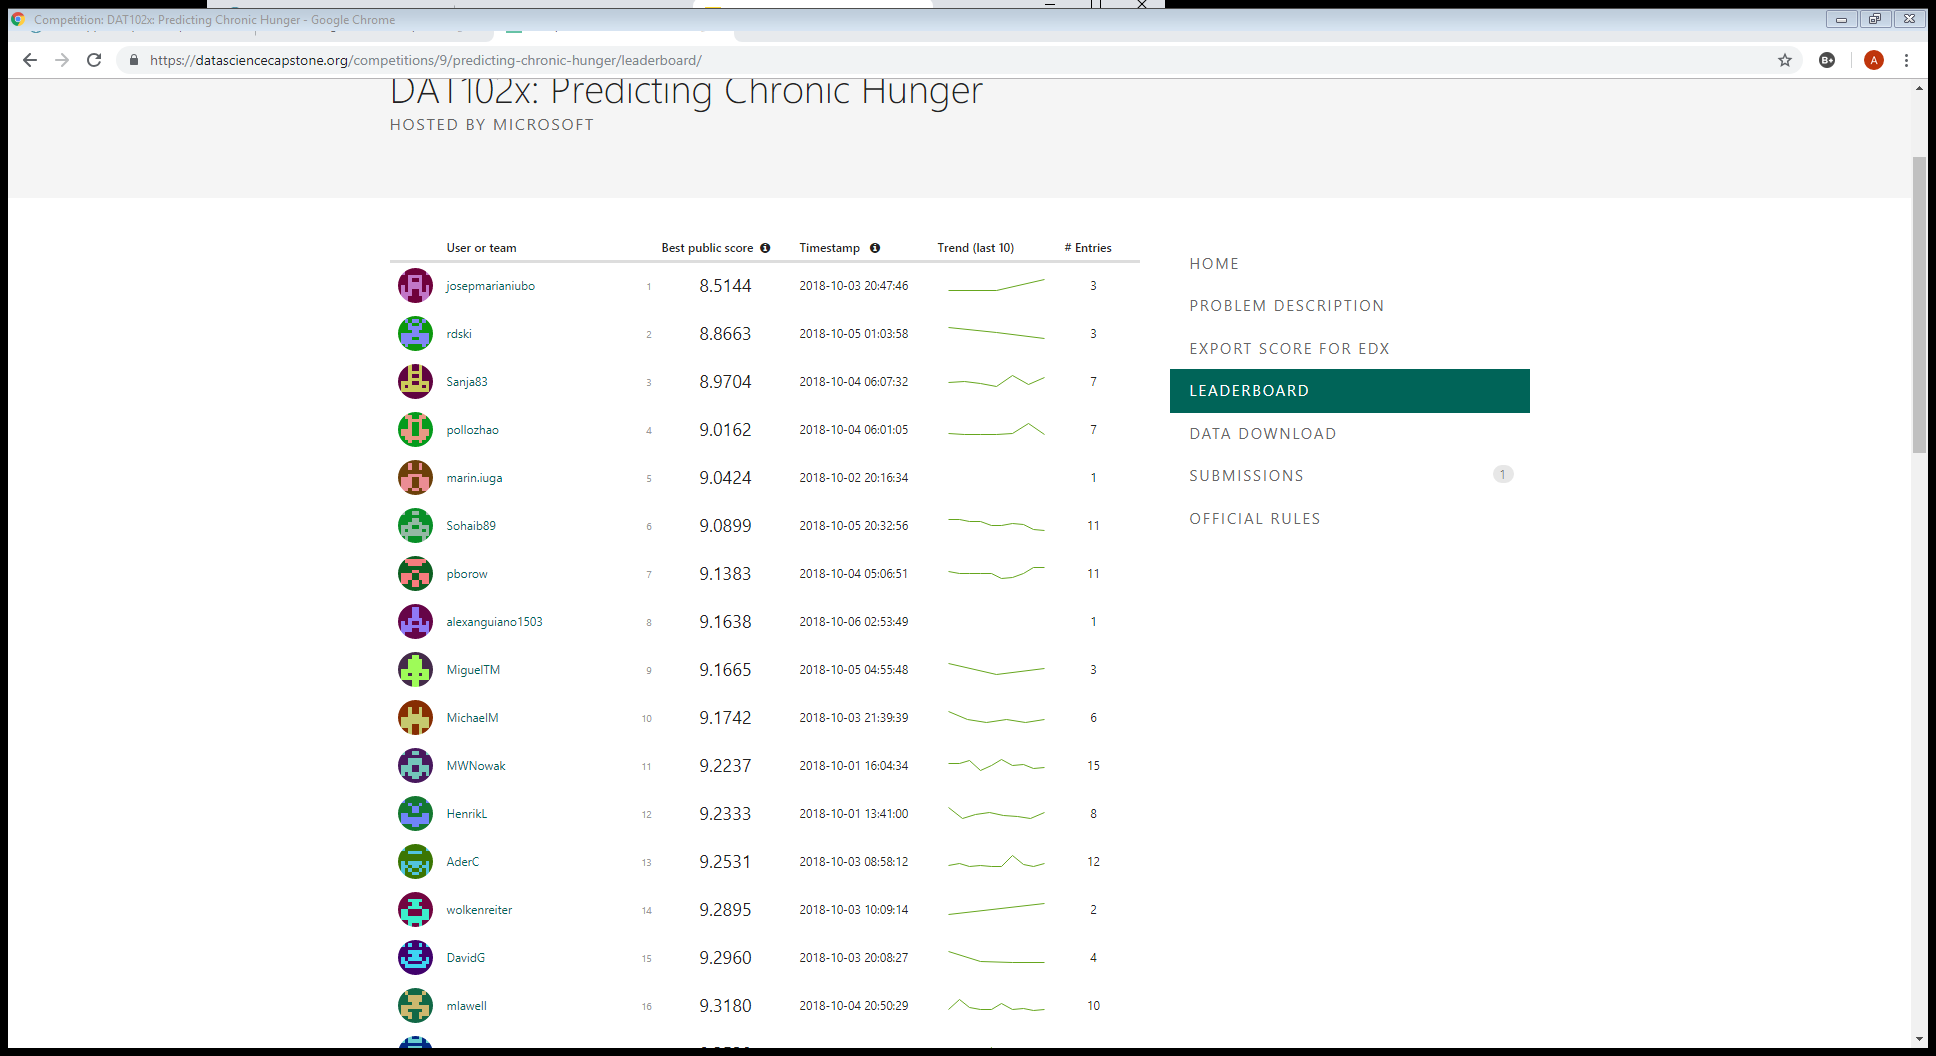 Competition: DAT102x: Predicting Chronic Hunger - Google Chrome
https://datasciencecapstone.org/competitions/9/predicting-chronic-hunger/leaderboard/
B+
A
DAT102x: Predicting Chronic Hunger
HOSTED BY MICROSOFT
User or team Best public score Timestamp Trend (last 10) # Entries
josepmarianiubo 1 8.5144 2018-10-03 20:47:46 3
rdski 2 8.8663 2018-10-05 01:03:58 3
Sanja83 3 8.9704 2018-10-04 06:07:32 7
pollozhao 4 9.0162 2018-10-04 06:01:05 7
marin.iuga 5 9.0424 2018-10-02 20:16:34 1
Sohaib89 6 9.0899 2018-10-05 20:32:56 11
pborow 7 9.1383 2018-10-04 05:06:51 11
alexanguiano1503 8 9.1638 2018-10-06 02:53:49 1
MiguelTM 9 9.1665 2018-10-05 04:55:48 3
MichaelM 10 9.1742 2018-10-03 21:39:39 6
MWNowak 11 9.2237 2018-10-01 16:04:34 15
HenrikL 12 9.2333 2018-10-01 13:41:00 8
AderC 13 9.2531 2018-10-03 08:58:12 12
wolkenreiter 14 9.2895 2018-10-03 10:09:14 2
DavidG 15 9.2960 2018-10-03 20:08:27 4
mlawell 16 9.3180 2018-10-04 20:50:29 10
HOME
PROBLEM DESCRIPTION
EXPORT SCORE FOR EDX
LEADERBOARD
DATA DOWNLOAD
SUBMISSIONS 1
OFFICIAL RULES